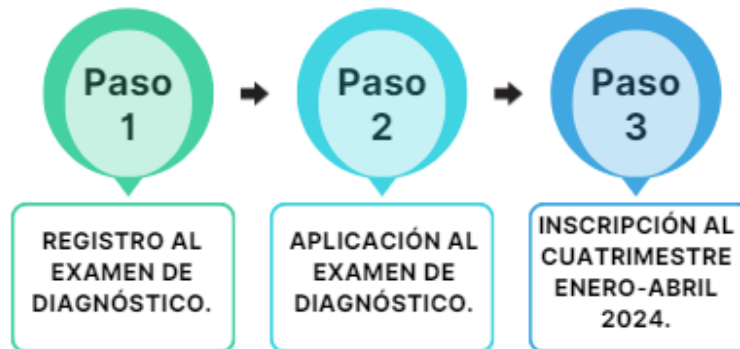 Paso
1
Paso
2
Paso
3
REGISTRO AL
EXAMEN DE
DIAGNÓSTICO.
APLICACIÓN AL
EXAMEN DE
DIAGNÓSTICO.
INSCRIPCIÓN AL
CUATRIMESTRE
ENERO-ABRIL
2024.